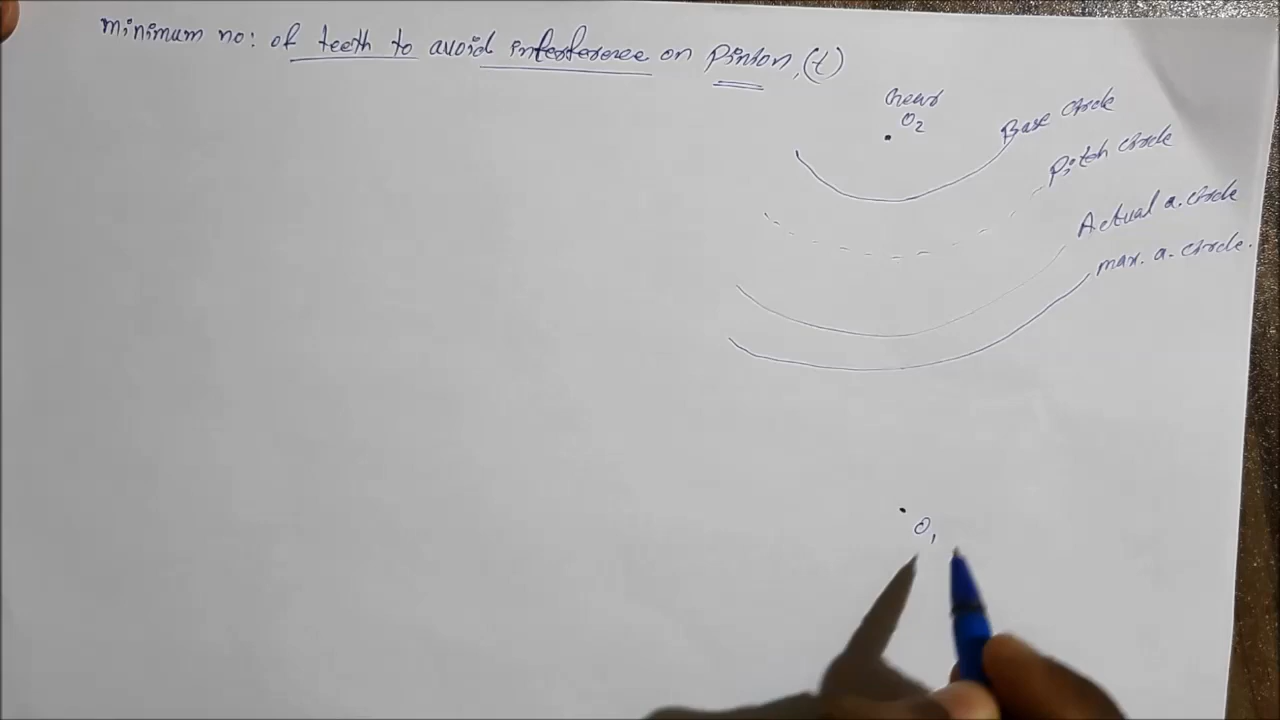 minimum no: of teeth to avoid interference on pinion, (t)
Gear
O2
Base circle
Pitch circle
Actual a. circle
max. a. circle.
O1